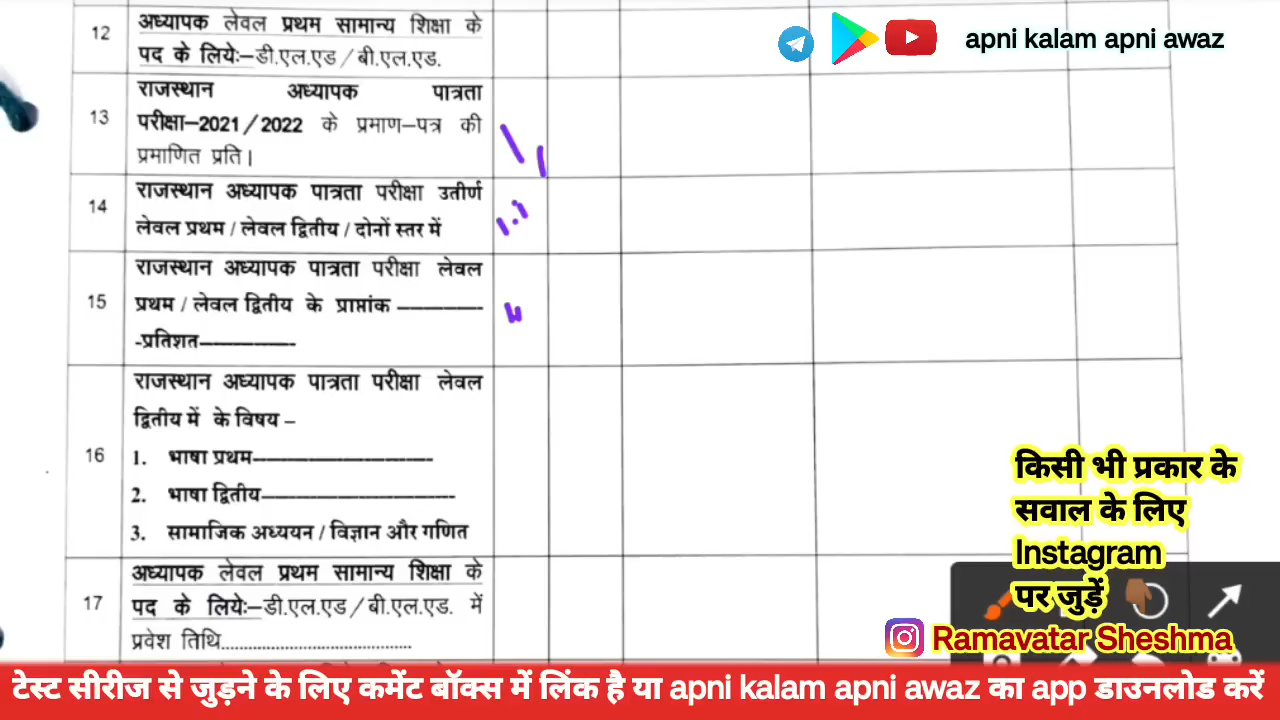 12
अध्यापक लेवल प्रथम सामान्य शिक्षा के
पद के लिये:–डी.एल.एड / बी.एल.एड.
apni kalam apni awaz
13
राजस्थान अध्यापक पात्रता
परीक्षा–2021/2022 के प्रमाण–पत्र की
प्रमाणित प्रति।
14
राजस्थान अध्यापक पात्रता परीक्षा उतीर्ण
लेवल प्रथम / लेवल द्वितीय / दोनों स्तर में
15
राजस्थान अध्यापक पात्रता परीक्षा लेवल
प्रथम / लेवल द्वितीय के प्राप्तांक ---------------
-प्रतिशत-----------------
16
राजस्थान अध्यापक पात्रता परीक्षा लेवल
द्वितीय में के विषय –
1. भाषा प्रथम------------------------------
2. भाषा द्वितीय--------------------------------
3. सामाजिक अध्ययन / विज्ञान और गणित
17
अध्यापक लेवल प्रथम सामान्य शिक्षा के
पद के लिये:–डी.एल.एड / बी.एल.एड. में
प्रवेश तिथि..........................................
किसी भी प्रकार के
सवाल के लिए
Instagram
पर जुड़ें
Ramavatar Sheshma
टेस्ट सीरीज से जुड़ने के लिए कमेंट बॉक्स में लिंक है या apni kalam apni awaz का app डाउनलोड करें